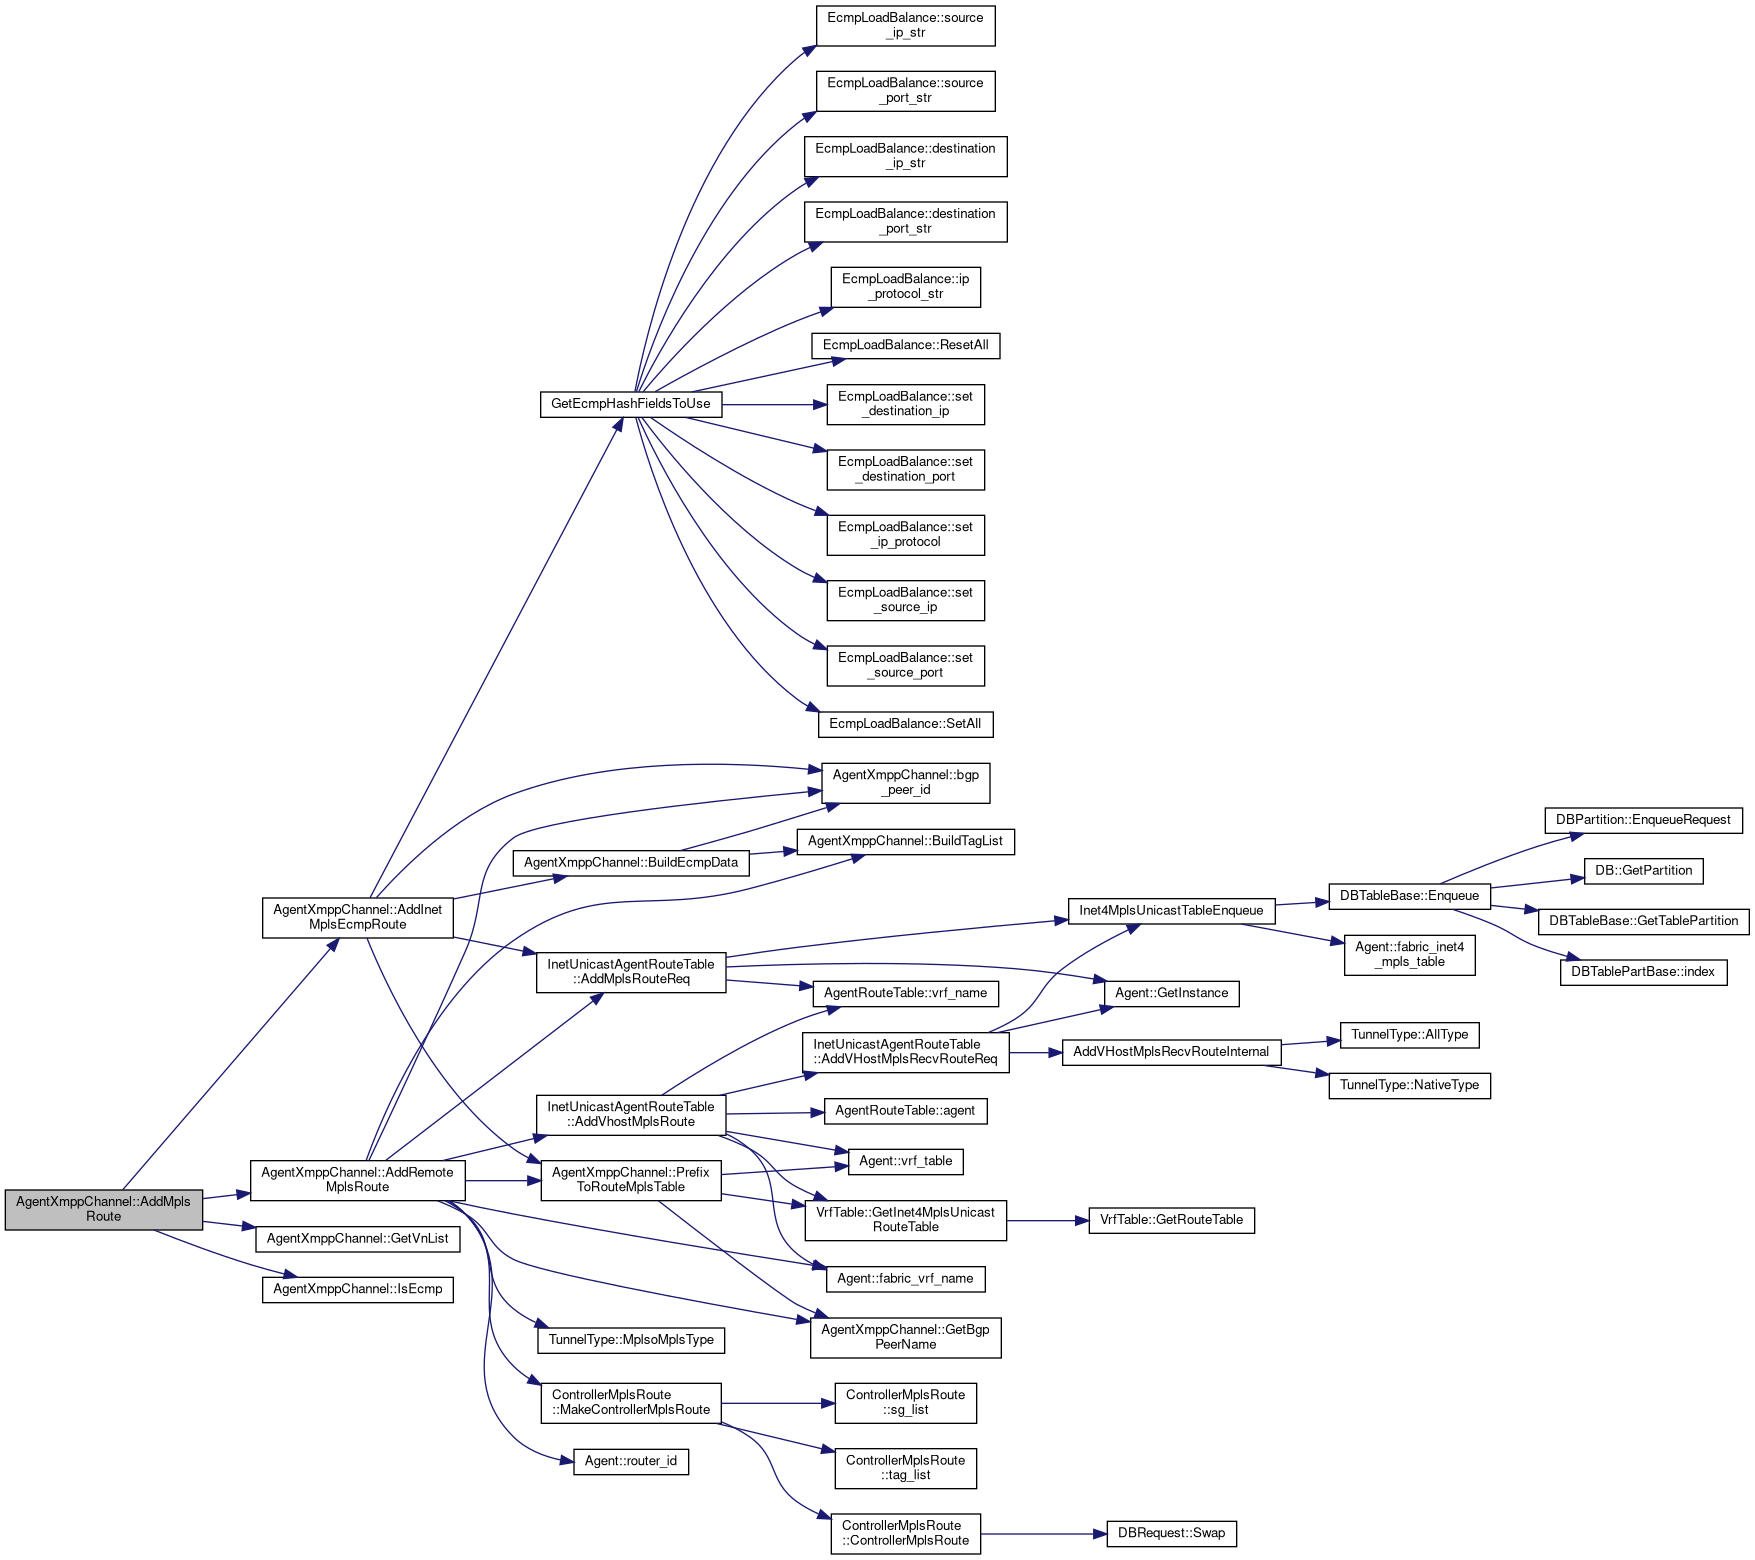 EcmpLoadBalance::source
_ip_str
EcmpLoadBalance::source
_port_str
EcmpLoadBalance::destination
_ip_str
EcmpLoadBalance::destination
_port_str
EcmpLoadBalance::ip
_protocol_str
EcmpLoadBalance::ResetAll
GetEcmpHashFieldsToUse
EcmpLoadBalance::set
_destination_ip
EcmpLoadBalance::set
_destination_port
EcmpLoadBalance::set
_ip_protocol
EcmpLoadBalance::set
_source_ip
EcmpLoadBalance::set
_source_port
EcmpLoadBalance::SetAll
AgentXmppChannel::bgp
_peer_id
AgentXmppChannel::BuildTagList
AgentXmppChannel::BuildEcmpData
DBPartition::EnqueueRequest
DB::GetPartition
DBTableBase::Enqueue
DBTableBase::GetTablePartition
DBTablePartBase::index
AgentXmppChannel::AddInet
MplsEcmpRoute
Inet4MplsUnicastTableEnqueue
Agent::fabric_inet4
_mpls_table
InetUnicastAgentRouteTable
::AddMplsRouteReq
AgentRouteTable::vrf_name
Agent::GetInstance
InetUnicastAgentRouteTable
::AddVHostMplsRecvRouteReq
AddVHostMplsRecvRouteInternal
TunnelType::AllType
TunnelType::NativeType
InetUnicastAgentRouteTable
::AddVhostMplsRoute
AgentRouteTable::agent
Agent::vrf_table
AgentXmppChannel::AddRemote
MplsRoute
AgentXmppChannel::Prefix
ToRouteMplsTable
AgentXmppChannel::AddMpls
Route
VrfTable::GetInet4MplsUnicast
RouteTable
VrfTable::GetRouteTable
AgentXmppChannel::GetVnList
AgentXmppChannel::IsEcmp
Agent::fabric_vrf_name
TunnelType::MplsoMplsType
AgentXmppChannel::GetBgp
PeerName
ControllerMplsRoute
::MakeControllerMplsRoute
ControllerMplsRoute
::sg_list
Agent::router_id
ControllerMplsRoute
::tag_list
ControllerMplsRoute
::ControllerMplsRoute
DBRequest::Swap